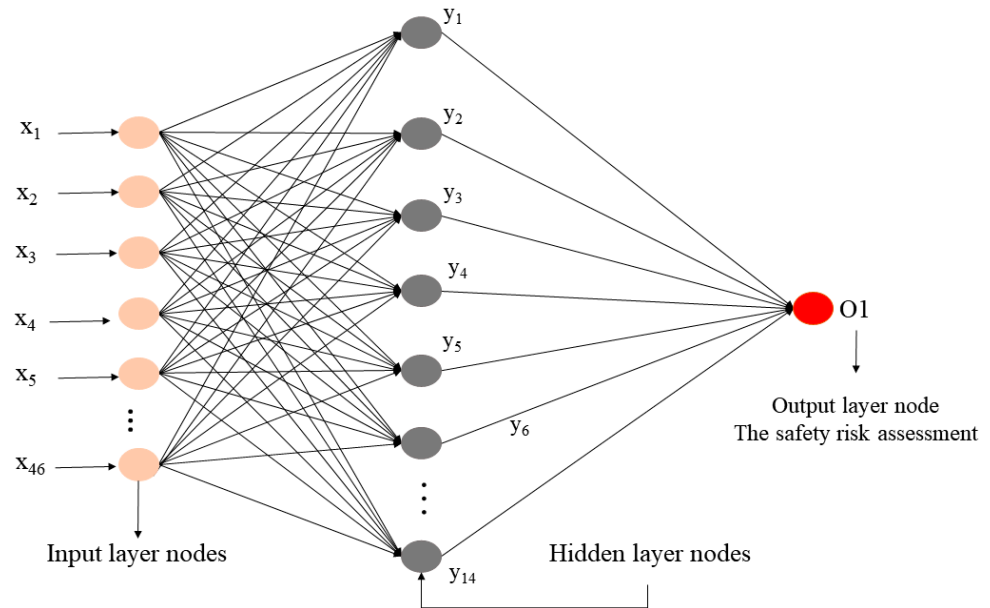 y₁
y₂
x₁
x₂
y₃
x₃
y₄
x₄
O1
y₅
x₅
Output layer node
The safety risk assessment
y₆
x₄₆
Input layer nodes
Hidden layer nodes
y₁₄